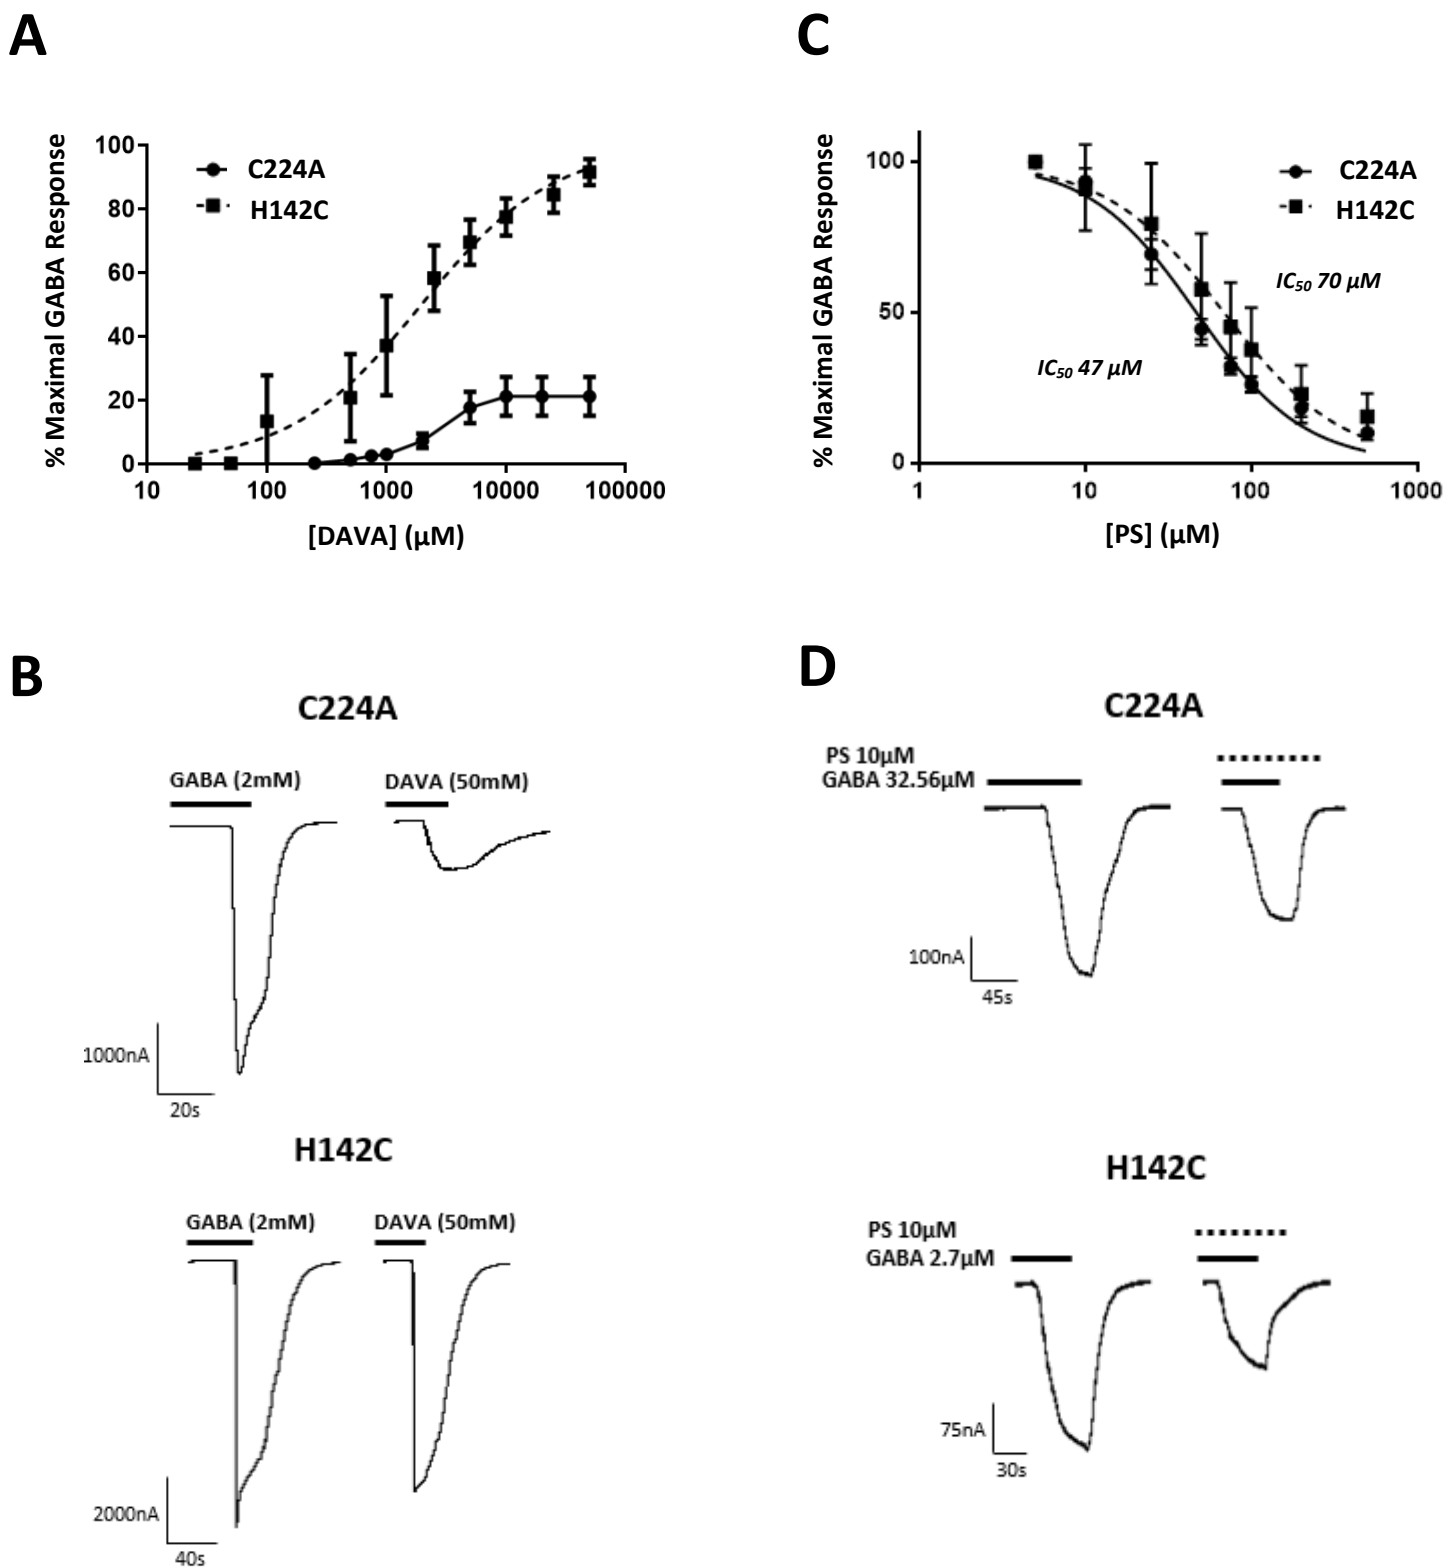 A
% Maximal GABA Response
100
80
60
40
20
0
C224A
H142C
10
100
1000
10000
100000
[DAVA] (µM)
C
% Maximal GABA Response
100
50
0
C224A
H142C
IC₅₀ 70 µM
IC₅₀ 47 µM
1
10
100
1000
[PS] (µM)
B
C224A
GABA (2mM)
DAVA (50mM)
1000nA
20s
H142C
GABA (2mM)
DAVA (50mM)
2000nA
40s
D
C224A
PS 10µM
GABA 32.56µM
100nA
45s
H142C
PS 10µM
GABA 2.7µM
75nA
30s